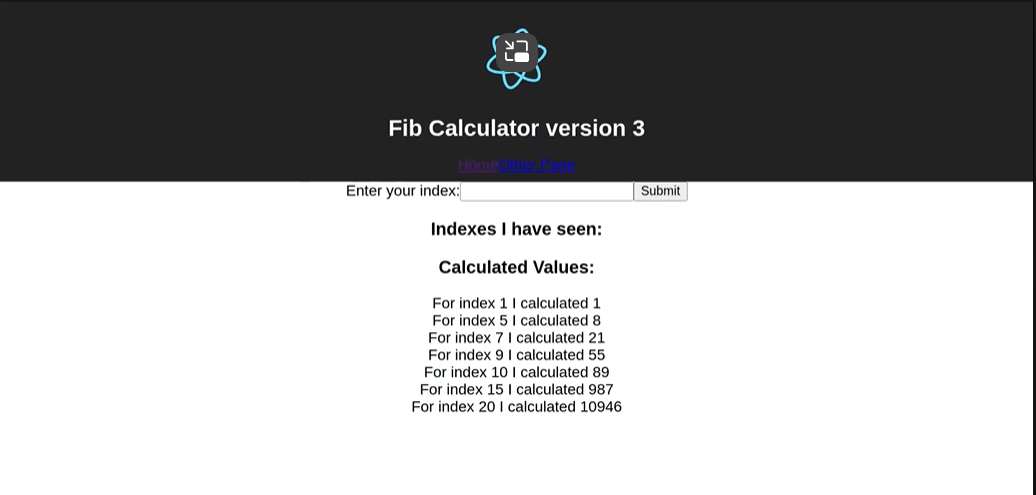 Fib Calculator version 3
HomeOther Page
Enter your index: Submit
Indexes I have seen:
Calculated Values:
For index 1 I calculated 1
For index 5 I calculated 8
For index 7 I calculated 21
For index 9 I calculated 55
For index 10 I calculated 89
For index 15 I calculated 987
For index 20 I calculated 10946